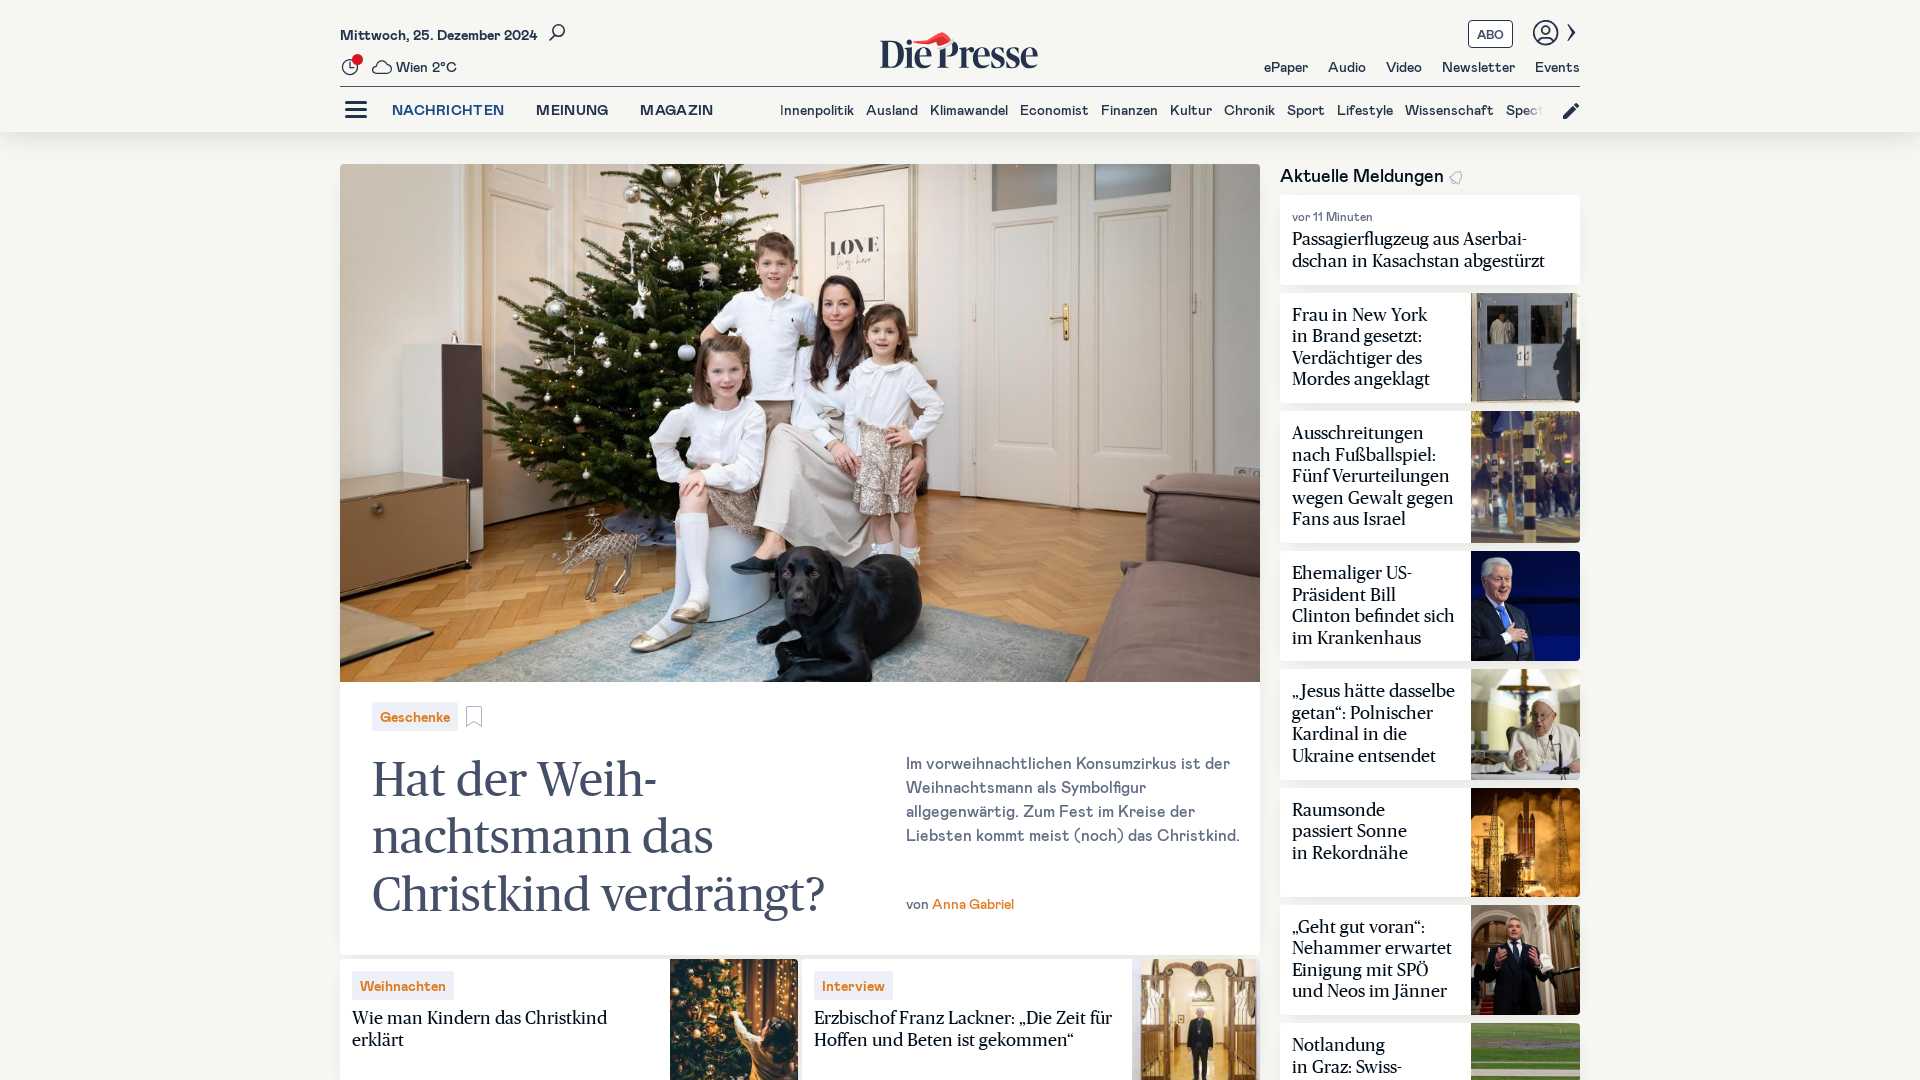 Mittwoch, 25. Dezember 2024
Wien 2°C
Die Presse
ABO
ePaper Audio Video Newsletter Events
NACHRICHTEN MEINUNG MAGAZIN
Innenpolitik Ausland Klimawandel Economist Finanzen Kultur Chronik Sport Lifestyle Wissenschaft Spect
LOVE
Geschenke
Hat der Weih-
nachtsmann das
Christkind verdrängt?
Im vorweihnachtlichen Konsumzirkus ist der
Weihnachtsmann als Symbolfigur
allgegenwärtig. Zum Fest im Kreise der
Liebsten kommt meist (noch) das Christkind.
von Anna Gabriel
Weihnachten
Wie man Kindern das Christkind
erklärt
Interview
Erzbischof Franz Lackner: „Die Zeit für
Hoffen und Beten ist gekommen“
Aktuelle Meldungen
vor 11 Minuten
Passagierflugzeug aus Aserbai-
dschan in Kasachstan abgestürzt
Frau in New York
in Brand gesetzt:
Verdächtiger des
Mordes angeklagt
Ausschreitungen
nach Fußballspiel:
Fünf Verurteilungen
wegen Gewalt gegen
Fans aus Israel
Ehemaliger US-
Präsident Bill
Clinton befindet sich
im Krankenhaus
„Jesus hätte dasselbe
getan“: Polnischer
Kardinal in die
Ukraine entsendet
Raumsonde
passiert Sonne
in Rekordnähe
„Geht gut voran“:
Nehammer erwartet
Einigung mit SPÖ
und Neos im Jänner
Notlandung
in Graz: Swiss-